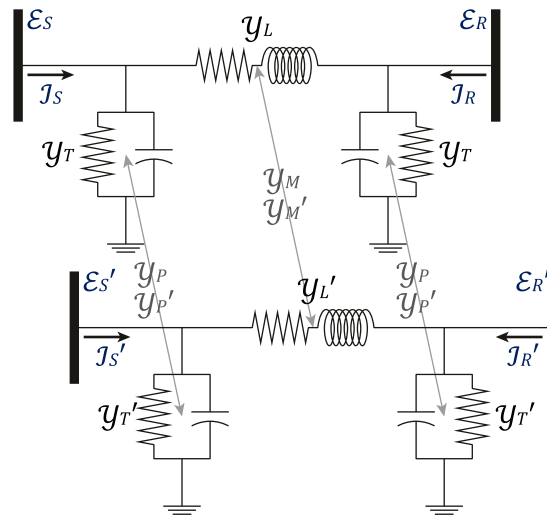 ℰS 𝒴L ℰR
ℐS ℐR
𝒴T 𝒴T
𝒴M
𝒴M′
ℰS′ 𝒴P 𝒴L′ 𝒴P ℰR′
𝒴P′ 𝒴P′
ℐS′ ℐR′
𝒴T′ 𝒴T′